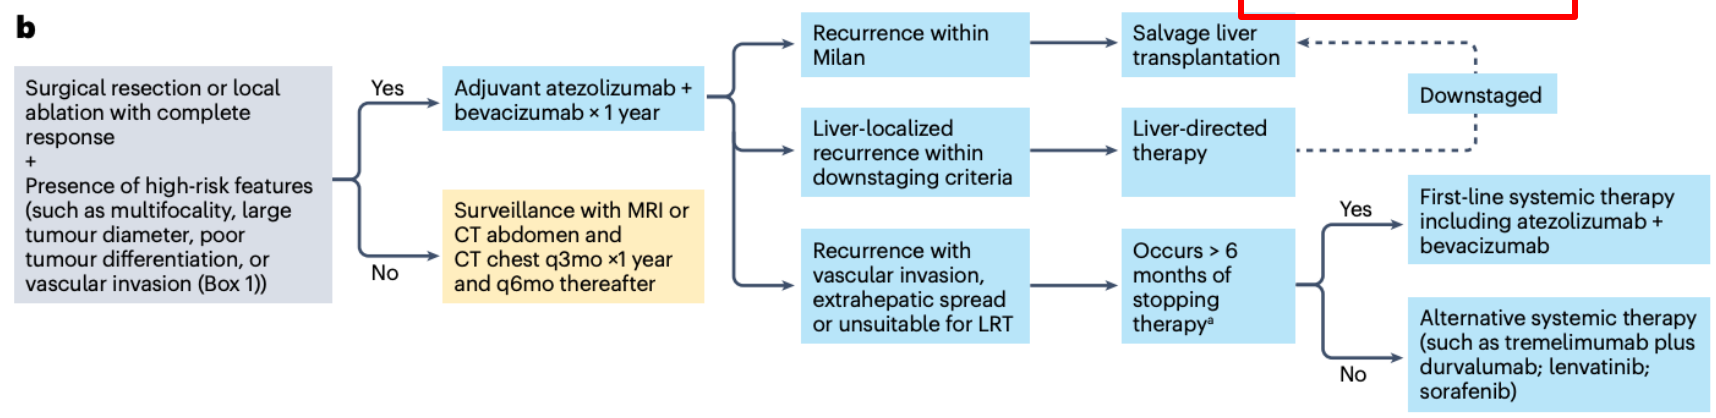 b
Surgical resection or local
ablation with complete
response
+
Presence of high-risk features
(such as multifocality, large
tumour diameter, poor
tumour differentiation, or
vascular invasion (Box 1))
Yes
No
Adjuvant atezolizumab +
bevacizumab × 1 year
Surveillance with MRI or
CT abdomen and
CT chest q3mo ×1 year
and q6mo thereafter
Recurrence within
Milan
Liver-localized
recurrence within
downstaging criteria
Recurrence with
vascular invasion,
extrahepatic spread
or unsuitable for LRT
Salvage liver
transplantation
Liver-directed
therapy
Downstaged
Occurs > 6
months of
stopping
therapyᵃ
Yes
No
First-line systemic therapy
including atezolizumab +
bevacizumab
Alternative systemic therapy
(such as tremelimumab plus
durvalumab; lenvatinib;
sorafenib)